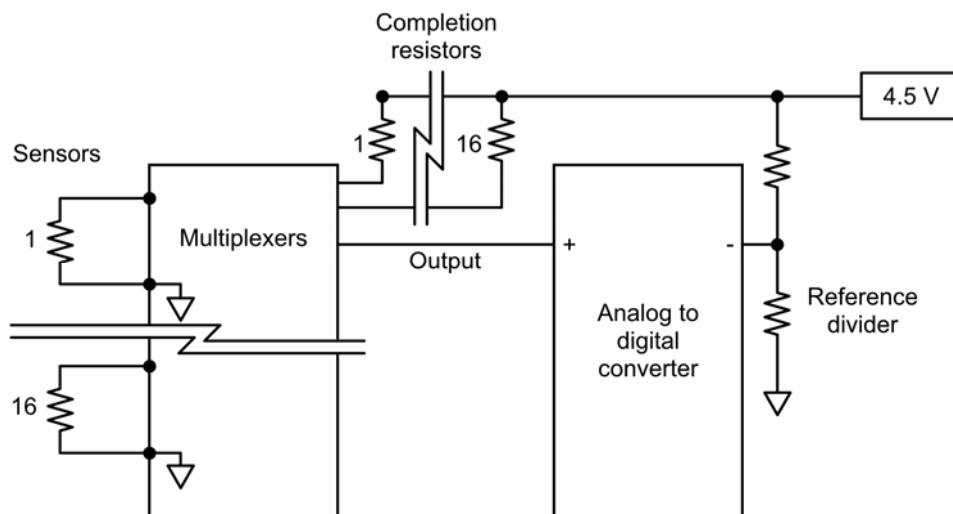 Completion
resistors
4.5 V
1
16
Sensors
1
Multiplexers
+
-
Output
Reference
divider
Analog to
digital
converter
16